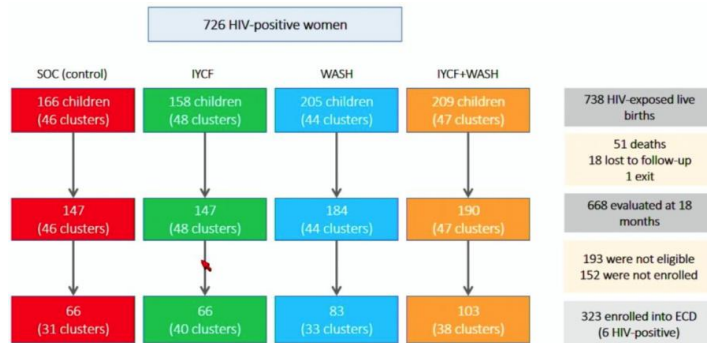 726 HIV-positive women
SOC (control) IYCF WASH IYCF+WASH
166 children 158 children 205 children 209 children
(46 clusters) (48 clusters) (44 clusters) (47 clusters)
738 HIV-exposed live
births
51 deaths
18 lost to follow-up
1 exit
147 147 184 190
(46 clusters) (48 clusters) (44 clusters) (47 clusters)
668 evaluated at 18
months
193 were not eligible
152 were not enrolled
66 66 83 103
(31 clusters) (40 clusters) (33 clusters) (38 clusters)
323 enrolled into ECD
(6 HIV-positive)